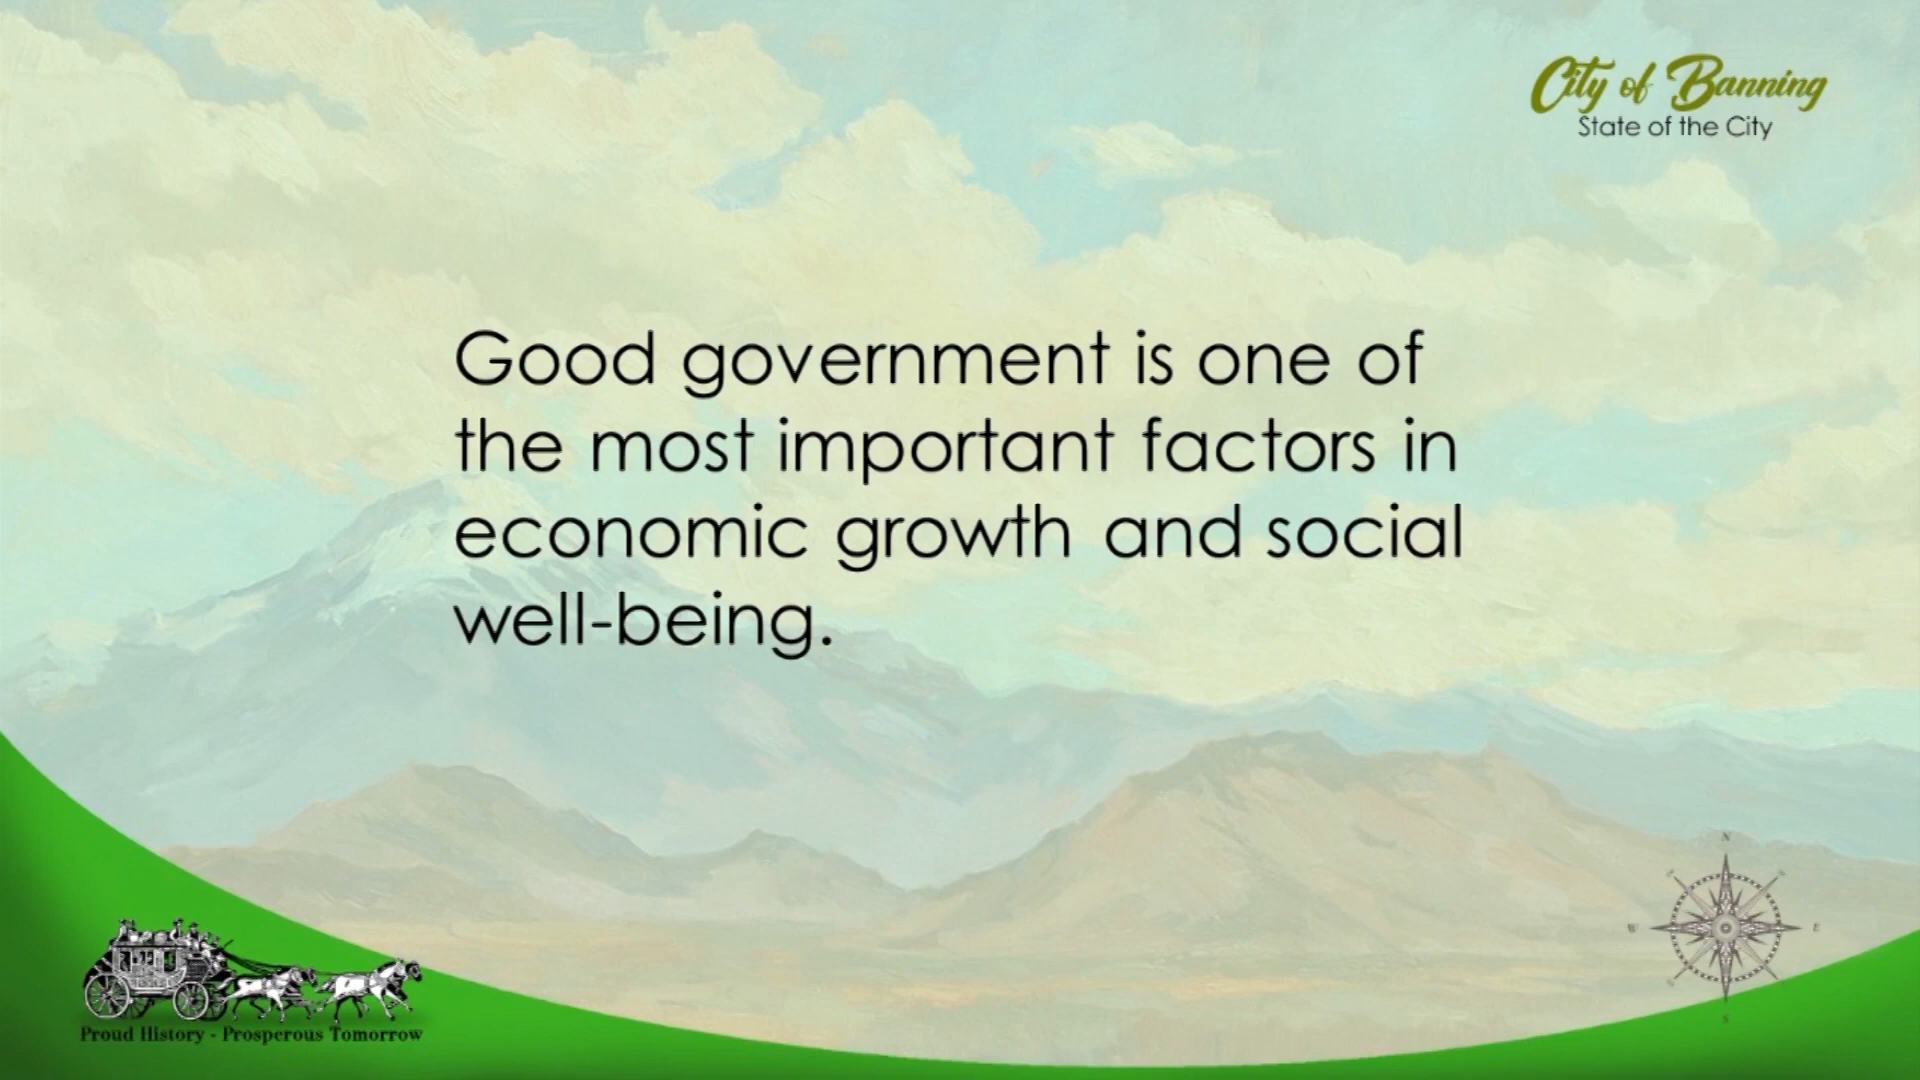 City of Banning
State of the City
Good government is one of
the most important factors in
economic growth and social
well-being.
N
W
E
S
Proud History - Prosperous Tomorrow